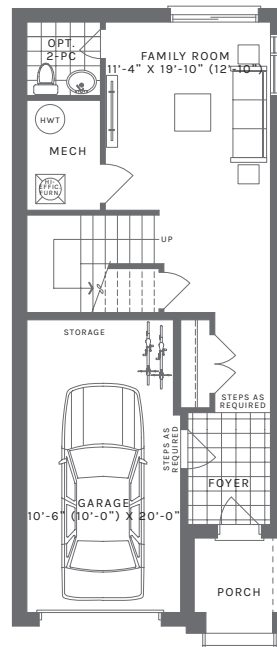 OPT.
2-PC
FAMILY ROOM
11'-4" X 19'-10" (12'-10")
HWT
MECH
HI-
EFFIC.
FURN.
UP
STORAGE
STEPS AS
REQUIRED
STEPS AS
REQUIRED
FOYER
GARAGE
10'-6" (10'-0") X 20'-0"
PORCH